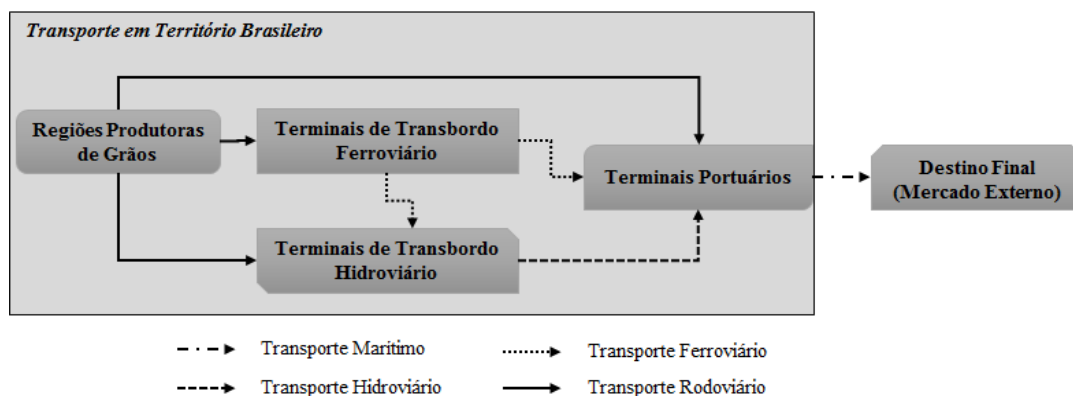 Transporte em Território Brasileiro
Regiões Produtoras
de Grãos
Terminais de Transbordo
Ferroviário
Terminais Portuários
Destino Final
(Mercado Externo)
Terminais de Transbordo
Hidroviário
Transporte Maritimo
Transporte Ferroviário
Transporte Hidroviário
Transporte Rodoviário